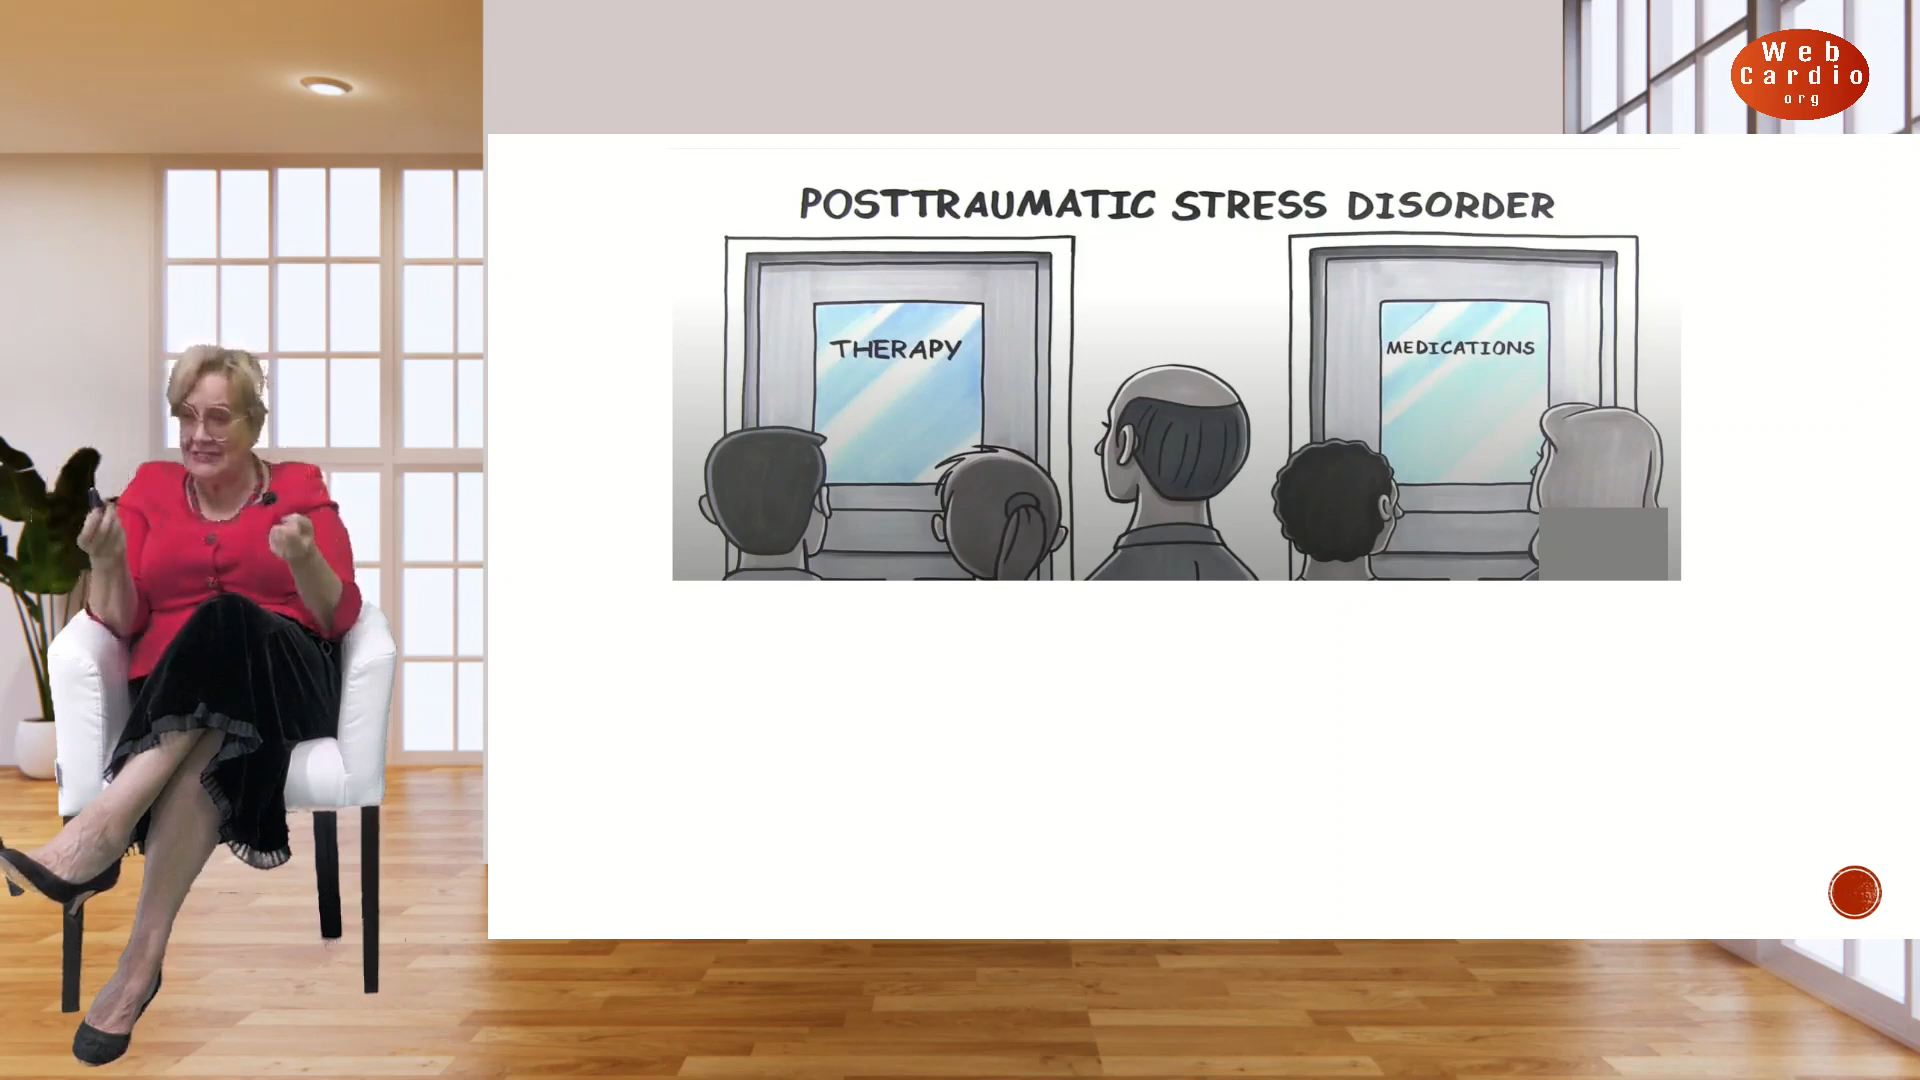 Web
Cardio
org
POSTTRAUMATIC STRESS DISORDER
THERAPY
MEDICATIONS